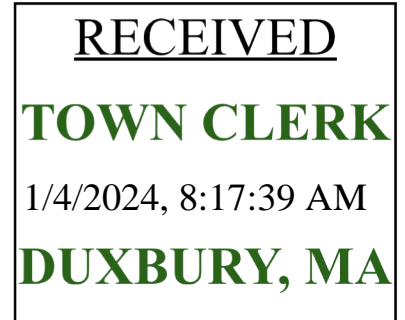 RECEIVED
TOWN CLERK
1/4/2024, 8:17:39 AM
DUXBURY, MA